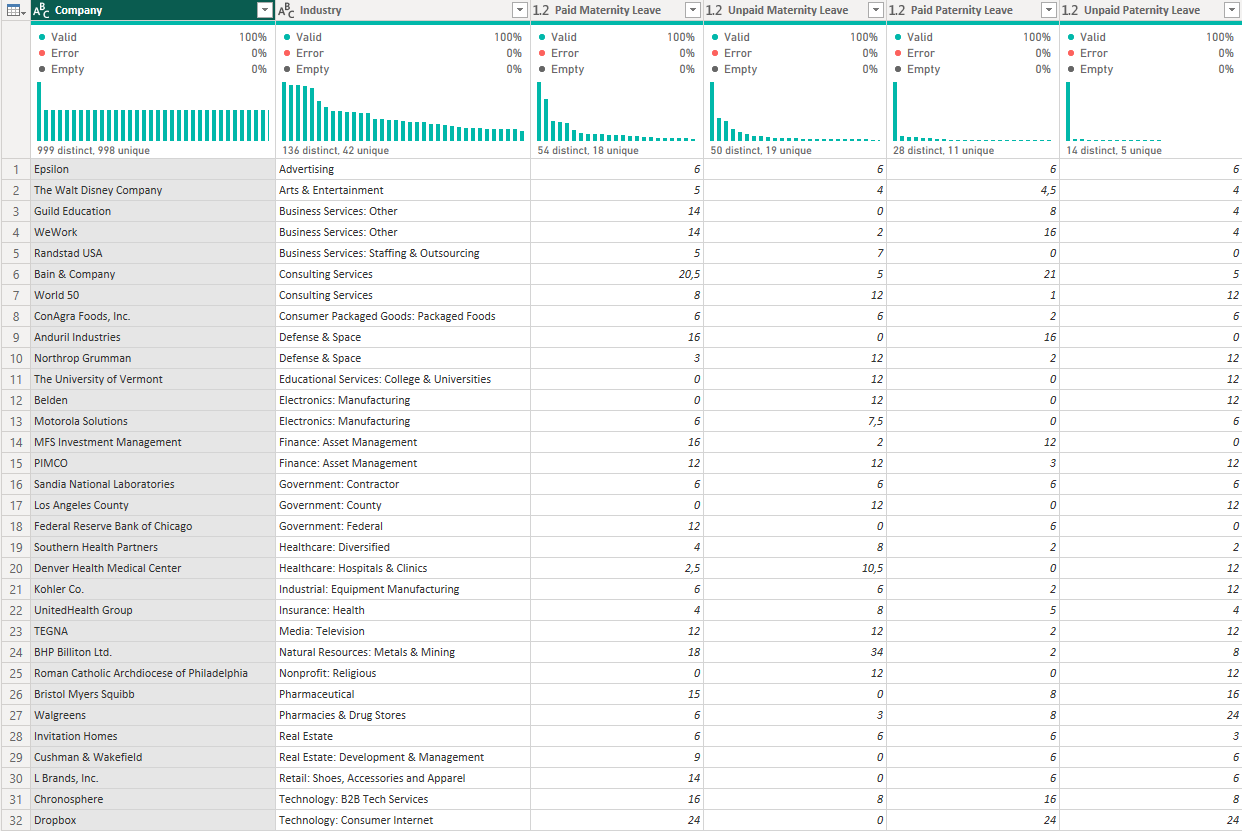 Company Industry 1.2 Paid Maternity Leave 1.2 Unpaid Maternity Leave 1.2 Paid Paternity Leave 1.2 Unpaid Paternity Leave
Valid 100% Valid 100% Valid 100% Valid 100% Valid 100% Valid 100%
Error 0% Error 0% Error 0% Error 0% Error 0% Error 0%
Empty 0% Empty 0% Empty 0% Empty 0% Empty 0% Empty 0%
999 distinct, 998 unique 136 distinct, 42 unique 54 distinct, 18 unique 50 distinct, 19 unique 28 distinct, 11 unique 14 distinct, 5 unique
1 Epsilon Advertising 6 6 6 6
2 The Walt Disney Company Arts & Entertainment 5 4 4,5 4
3 Guild Education Business Services: Other 14 0 8 4
4 WeWork Business Services: Other 14 2 16 4
5 Randstad USA Business Services: Staffing & Outsourcing 5 7 0 0
6 Bain & Company Consulting Services 20,5 5 21 5
7 World 50 Consulting Services 8 12 1 12
8 ConAgra Foods, Inc. Consumer Packaged Goods: Packaged Foods 6 6 2 6
9 Anduril Industries Defense & Space 16 0 16 0
10 Northrop Grumman Defense & Space 3 12 2 12
11 The University of Vermont Educational Services: College & Universities 0 12 0 12
12 Belden Electronics: Manufacturing 0 12 0 12
13 Motorola Solutions Electronics: Manufacturing 6 7,5 0 6
14 MFS Investment Management Finance: Asset Management 16 2 12 0
15 PIMCO Finance: Asset Management 12 12 3 12
16 Sandia National Laboratories Government: Contractor 6 6 6 6
17 Los Angeles County Government: County 0 12 0 12
18 Federal Reserve Bank of Chicago Government: Federal 12 0 6 0
19 Southern Health Partners Healthcare: Diversified 4 8 2 2
20 Denver Health Medical Center Healthcare: Hospitals & Clinics 2,5 10,5 0 12
21 Kohler Co. Industrial: Equipment Manufacturing 6 6 2 12
22 UnitedHealth Group Insurance: Health 4 8 5 4
23 TEGNA Media: Television 12 12 2 12
24 BHP Billiton Ltd. Natural Resources: Metals & Mining 18 34 2 8
25 Roman Catholic Archdiocese of Philadelphia Nonprofit: Religious 0 12 0 12
26 Bristol Myers Squibb Pharmaceutical 15 0 8 16
27 Walgreens Pharmacies & Drug Stores 6 3 8 24
28 Invitation Homes Real Estate 6 6 6 3
29 Cushman & Wakefield Real Estate: Development & Management 9 0 6 6
30 L Brands, Inc. Retail: Shoes, Accessories and Apparel 14 0 6 6
31 Chronosphere Technology: B2B Tech Services 16 8 16 8
32 Dropbox Technology: Consumer Internet 24 0 24 24